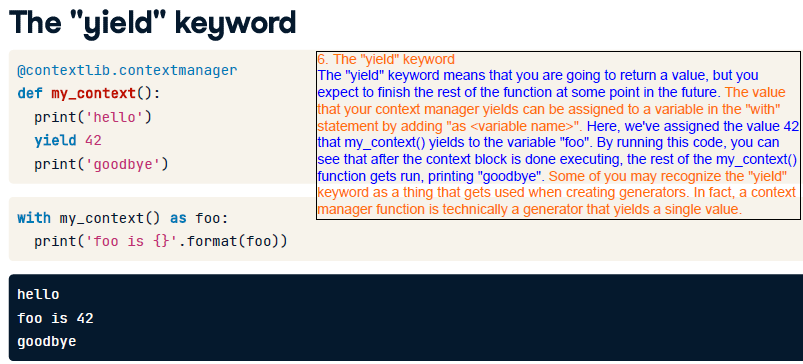 The "yield" keyword
@contextlib.contextmanager
def my_context():
  print('hello')
  yield 42
  print('goodbye')
6. The "yield" keyword
The "yield" keyword means that you are going to return a value, but you
expect to finish the rest of the function at some point in the future. The value
that your context manager yields can be assigned to a variable in the "with"
statement by adding "as <variable name>". Here, we've assigned the value 42
that my_context() yields to the variable "foo". By running this code, you can
see that after the context block is done executing, the rest of the my_context()
function gets run, printing "goodbye". Some of you may recognize the "yield"
keyword as a thing that gets used when creating generators. In fact, a context
manager function is technically a generator that yields a single value.
with my_context() as foo:
  print('foo is {}'.format(foo))
hello
foo is 42
goodbye